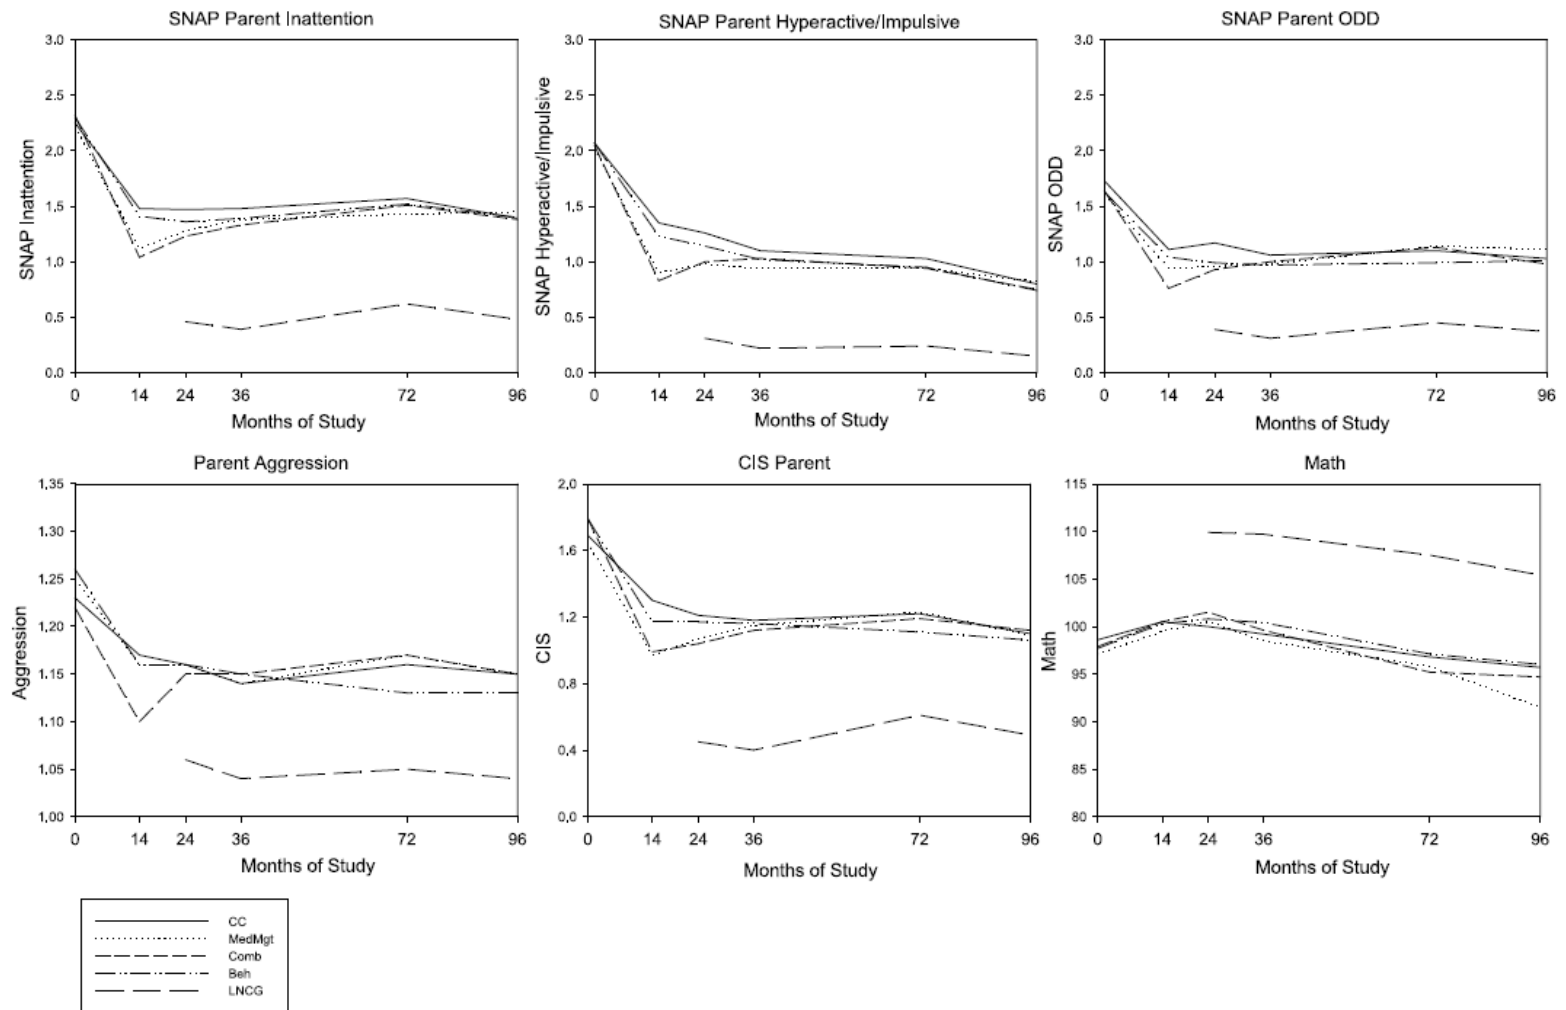 SNAP Parent Inattention
3.0
2.5
2.0
1.5
1.0
0.5
0.0
SNAP Inattention
0 14 24 36 72 96
Months of Study
SNAP Parent Hyperactive/Impulsive
3.0
2.5
2.0
1.5
1.0
0.5
0.0
SNAP Hyperactive/Impulsive
0 14 24 36 72 96
Months of Study
SNAP Parent ODD
3.0
2.5
2.0
1.5
1.0
0.5
0.0
SNAP ODD
0 14 24 36 72 96
Months of Study
Parent Aggression
1,35
1,30
1,25
1,20
1,15
1,10
1,05
1,00
Aggression
0 14 24 36 72 96
Months of Study
CIS Parent
2,0
1,6
1,2
0,8
0,4
0,0
CIS
0 14 24 36 72 96
Months of Study
Math
115
110
105
100
95
90
85
80
Math
0 14 24 36 72 96
Months of Study
CC
MedMgt
Comb
Beh
LNCG